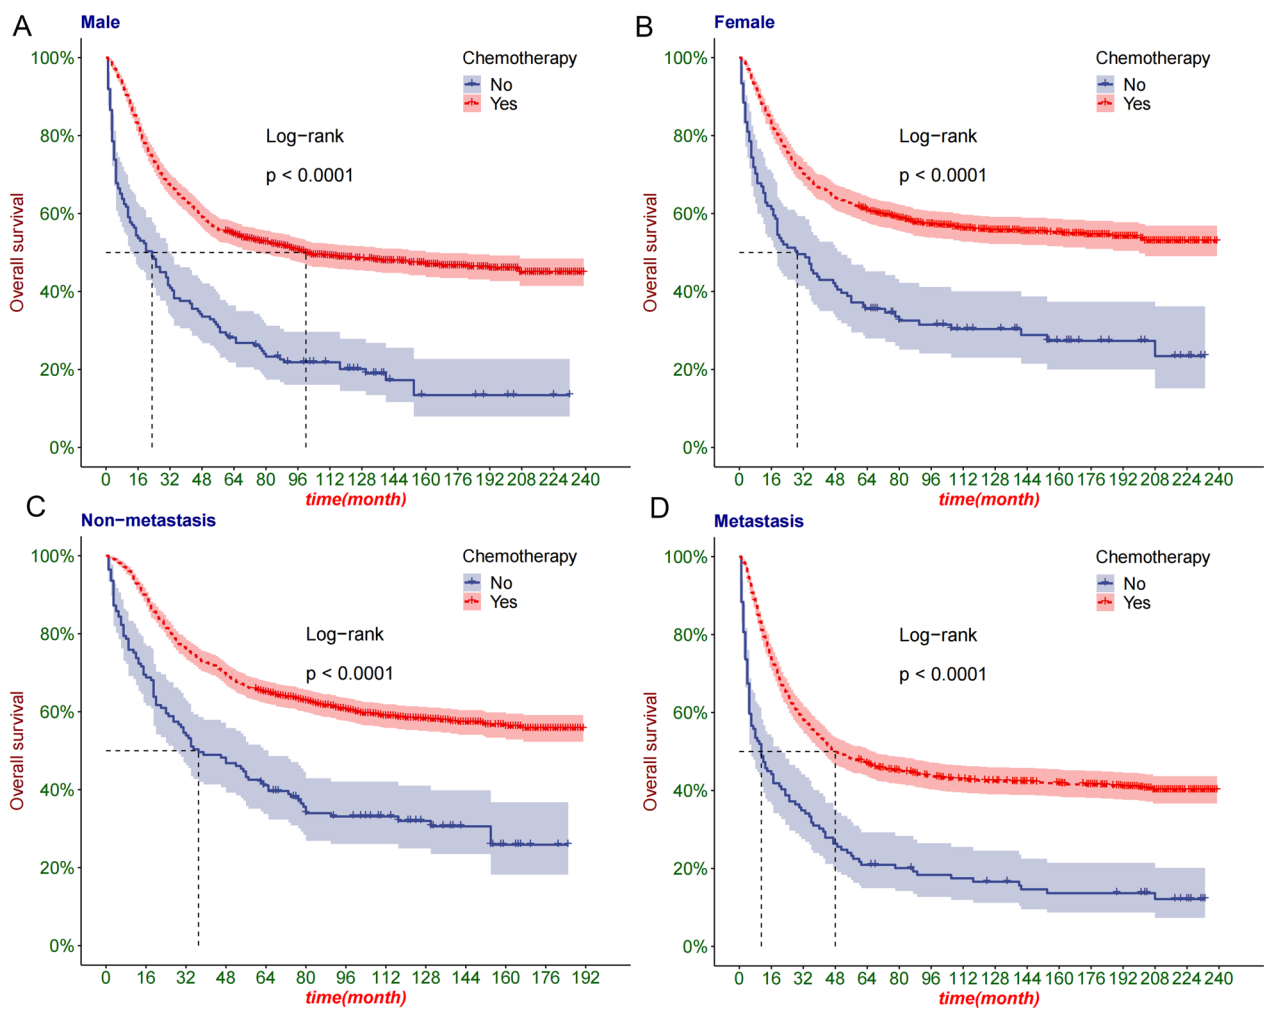 A
Male
100%
80%
60%
40%
20%
0%
Overall survival
Chemotherapy
No
Yes
Log-rank
p < 0.0001
0 16 32 48 64 80 96 112 128 144 160 176 192 208 224 240
time(month)
B
Female
100%
80%
60%
40%
20%
0%
Overall survival
Chemotherapy
No
Yes
Log-rank
p < 0.0001
0 16 32 48 64 80 96 112 128 144 160 176 192 208 224 240
time(month)
C
Non-metastasis
100%
80%
60%
40%
20%
0%
Overall survival
Chemotherapy
No
Yes
Log-rank
p < 0.0001
0 16 32 48 64 80 96 112 128 144 160 176 192
time(month)
D
Metastasis
100%
80%
60%
40%
20%
0%
Overall survival
Chemotherapy
No
Yes
Log-rank
p < 0.0001
0 16 32 48 64 80 96 112 128 144 160 176 192 208 224 240
time(month)